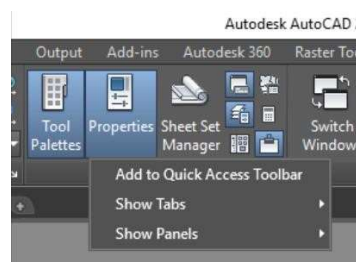 Autodesk AutoCAD
Output Add-ins Autodesk 360 Raster To
Tool Palettes
Properties
Sheet Set Manager
Switch Window
Add to Quick Access Toolbar
Show Tabs
Show Panels